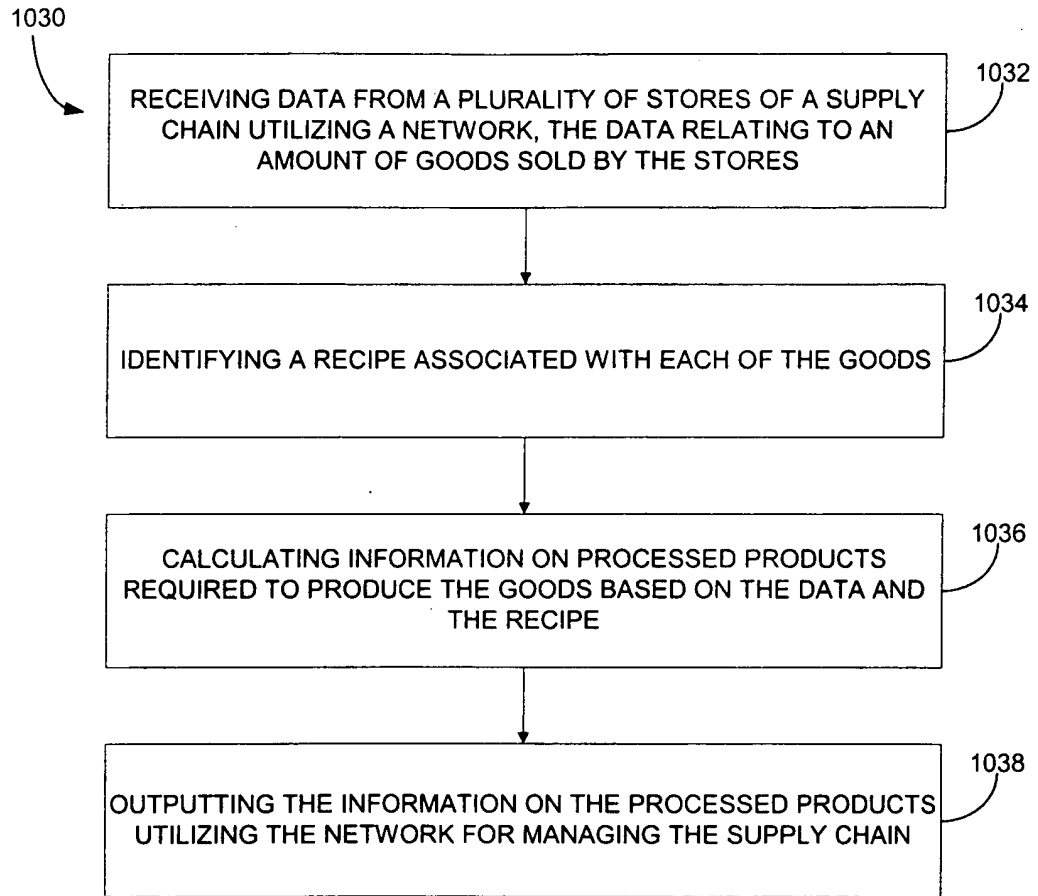 1030
1032
RECEIVING DATA FROM A PLURALITY OF STORES OF A SUPPLY
CHAIN UTILIZING A NETWORK, THE DATA RELATING TO AN
AMOUNT OF GOODS SOLD BY THE STORES
1034
IDENTIFYING A RECIPE ASSOCIATED WITH EACH OF THE GOODS
1036
CALCULATING INFORMATION ON PROCESSED PRODUCTS
REQUIRED TO PRODUCE THE GOODS BASED ON THE DATA AND
THE RECIPE
1038
OUTPUTTING THE INFORMATION ON THE PROCESSED PRODUCTS
UTILIZING THE NETWORK FOR MANAGING THE SUPPLY CHAIN